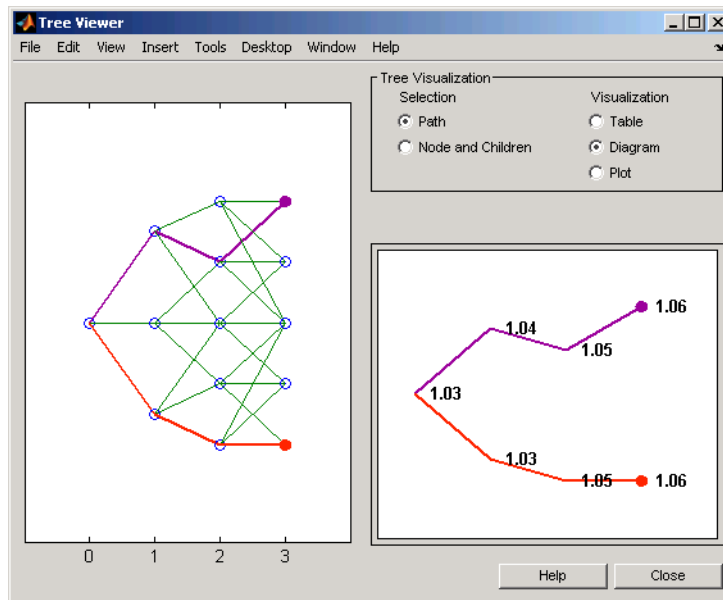 Tree Viewer
File Edit View Insert Tools Desktop Window Help
Tree Visualization
Selection Visualization
Path Table
Node and Children Diagram
Plot
1.06
1.04
1.05
1.03
1.03
1.05 1.06
0 1 2 3
Help Close